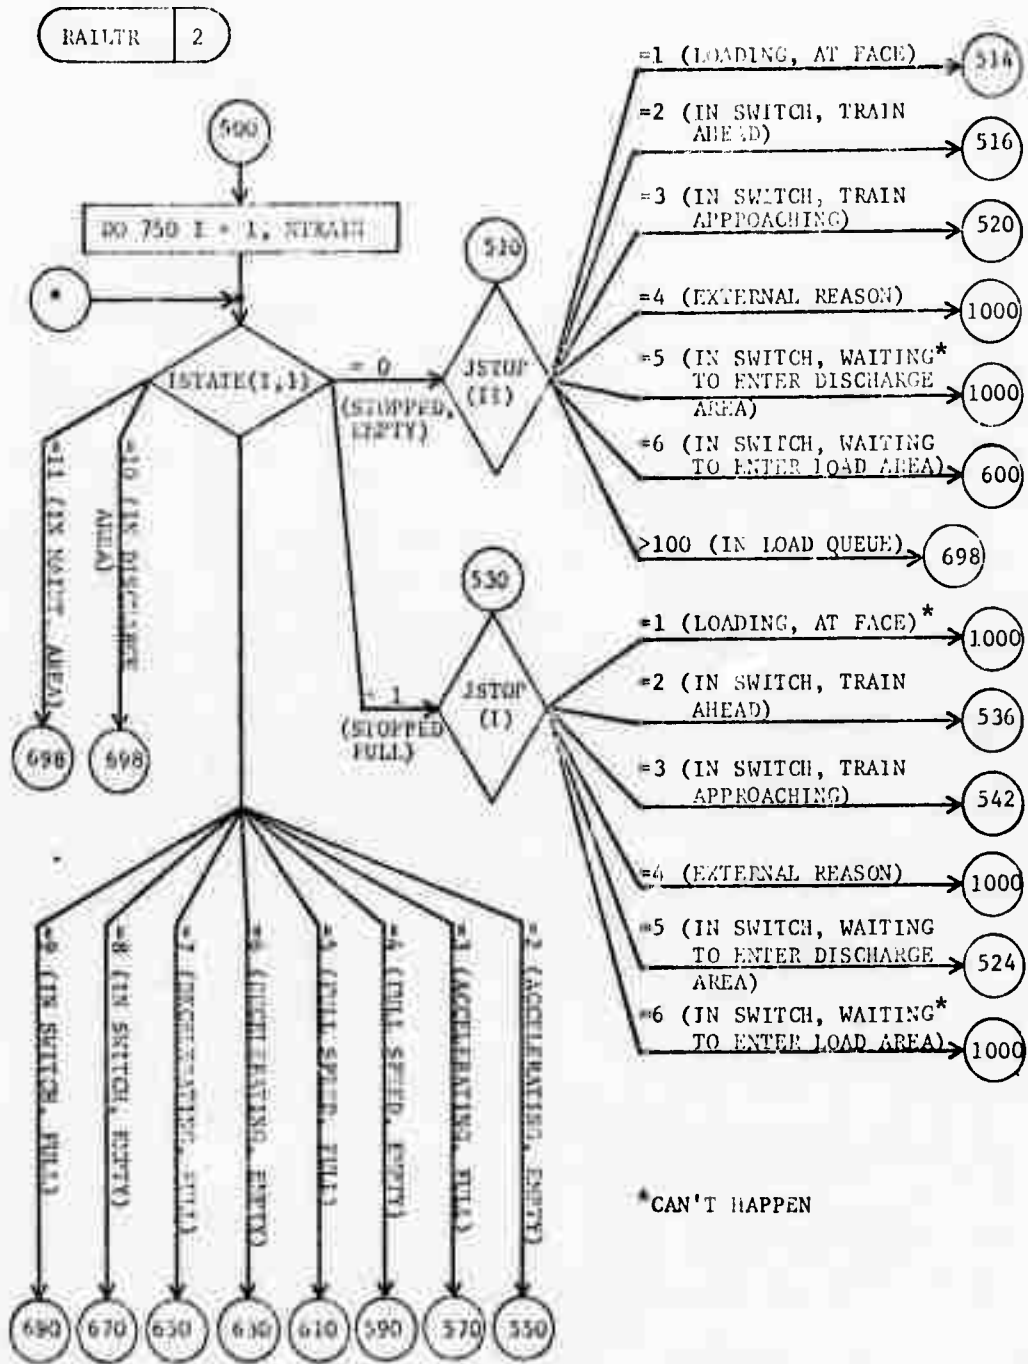 RAILTR 2
500
DO 750 I = 1, NTRAIN
*
ISTATE(I,1)
= 0
(STOPPED,
EMPTY)
= 1
(STOPPED
FULL)
=11 (IN MAINT. AREA)
698
=10 (IN DISCHARGE
AREA)
698
510
JSTOP
(II)
=1 (LOADING, AT FACE)
514
=2 (IN SWITCH, TRAIN
AHEAD)
516
=3 (IN SWITCH, TRAIN
APPROACHING)
520
=4 (EXTERNAL REASON)
1000
=5 (IN SWITCH, WAITING*
TO ENTER DISCHARGE
AREA)
1000
=6 (IN SWITCH, WAITING
TO ENTER LOAD AREA)
600
>100 (IN LOAD QUEUE)
698
530
JSTOP
(I)
=1 (LOADING, AT FACE)*
1000
=2 (IN SWITCH, TRAIN
AHEAD)
536
=3 (IN SWITCH, TRAIN
APPROACHING)
542
=4 (EXTERNAL REASON)
1000
=5 (IN SWITCH, WAITING
TO ENTER DISCHARGE
AREA)
524
=6 (IN SWITCH, WAITING*
TO ENTER LOAD AREA)
1000
=9 (IN SWITCH, FULL)
690
=8 (IN SWITCH, EMPTY)
670
=7 (DECELERATING, FULL)
650
=6 (DECELERATING, EMPTY)
630
=5 (FULL SPEED, FULL)
610
=4 (FULL SPEED, EMPTY)
590
=3 (ACCELERATING, FULL)
570
=2 (ACCELERATING, EMPTY)
550
*CAN'T HAPPEN